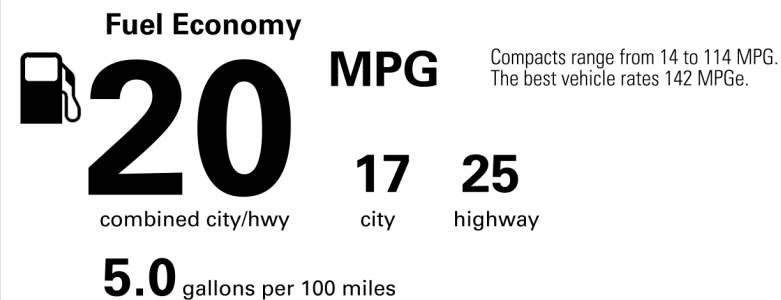 Fuel Economy
20
MPG
Compacts range from 14 to 114 MPG.
The best vehicle rates 142 MPGe.
17 25
combined city/hwy city highway
5.0 gallons per 100 miles